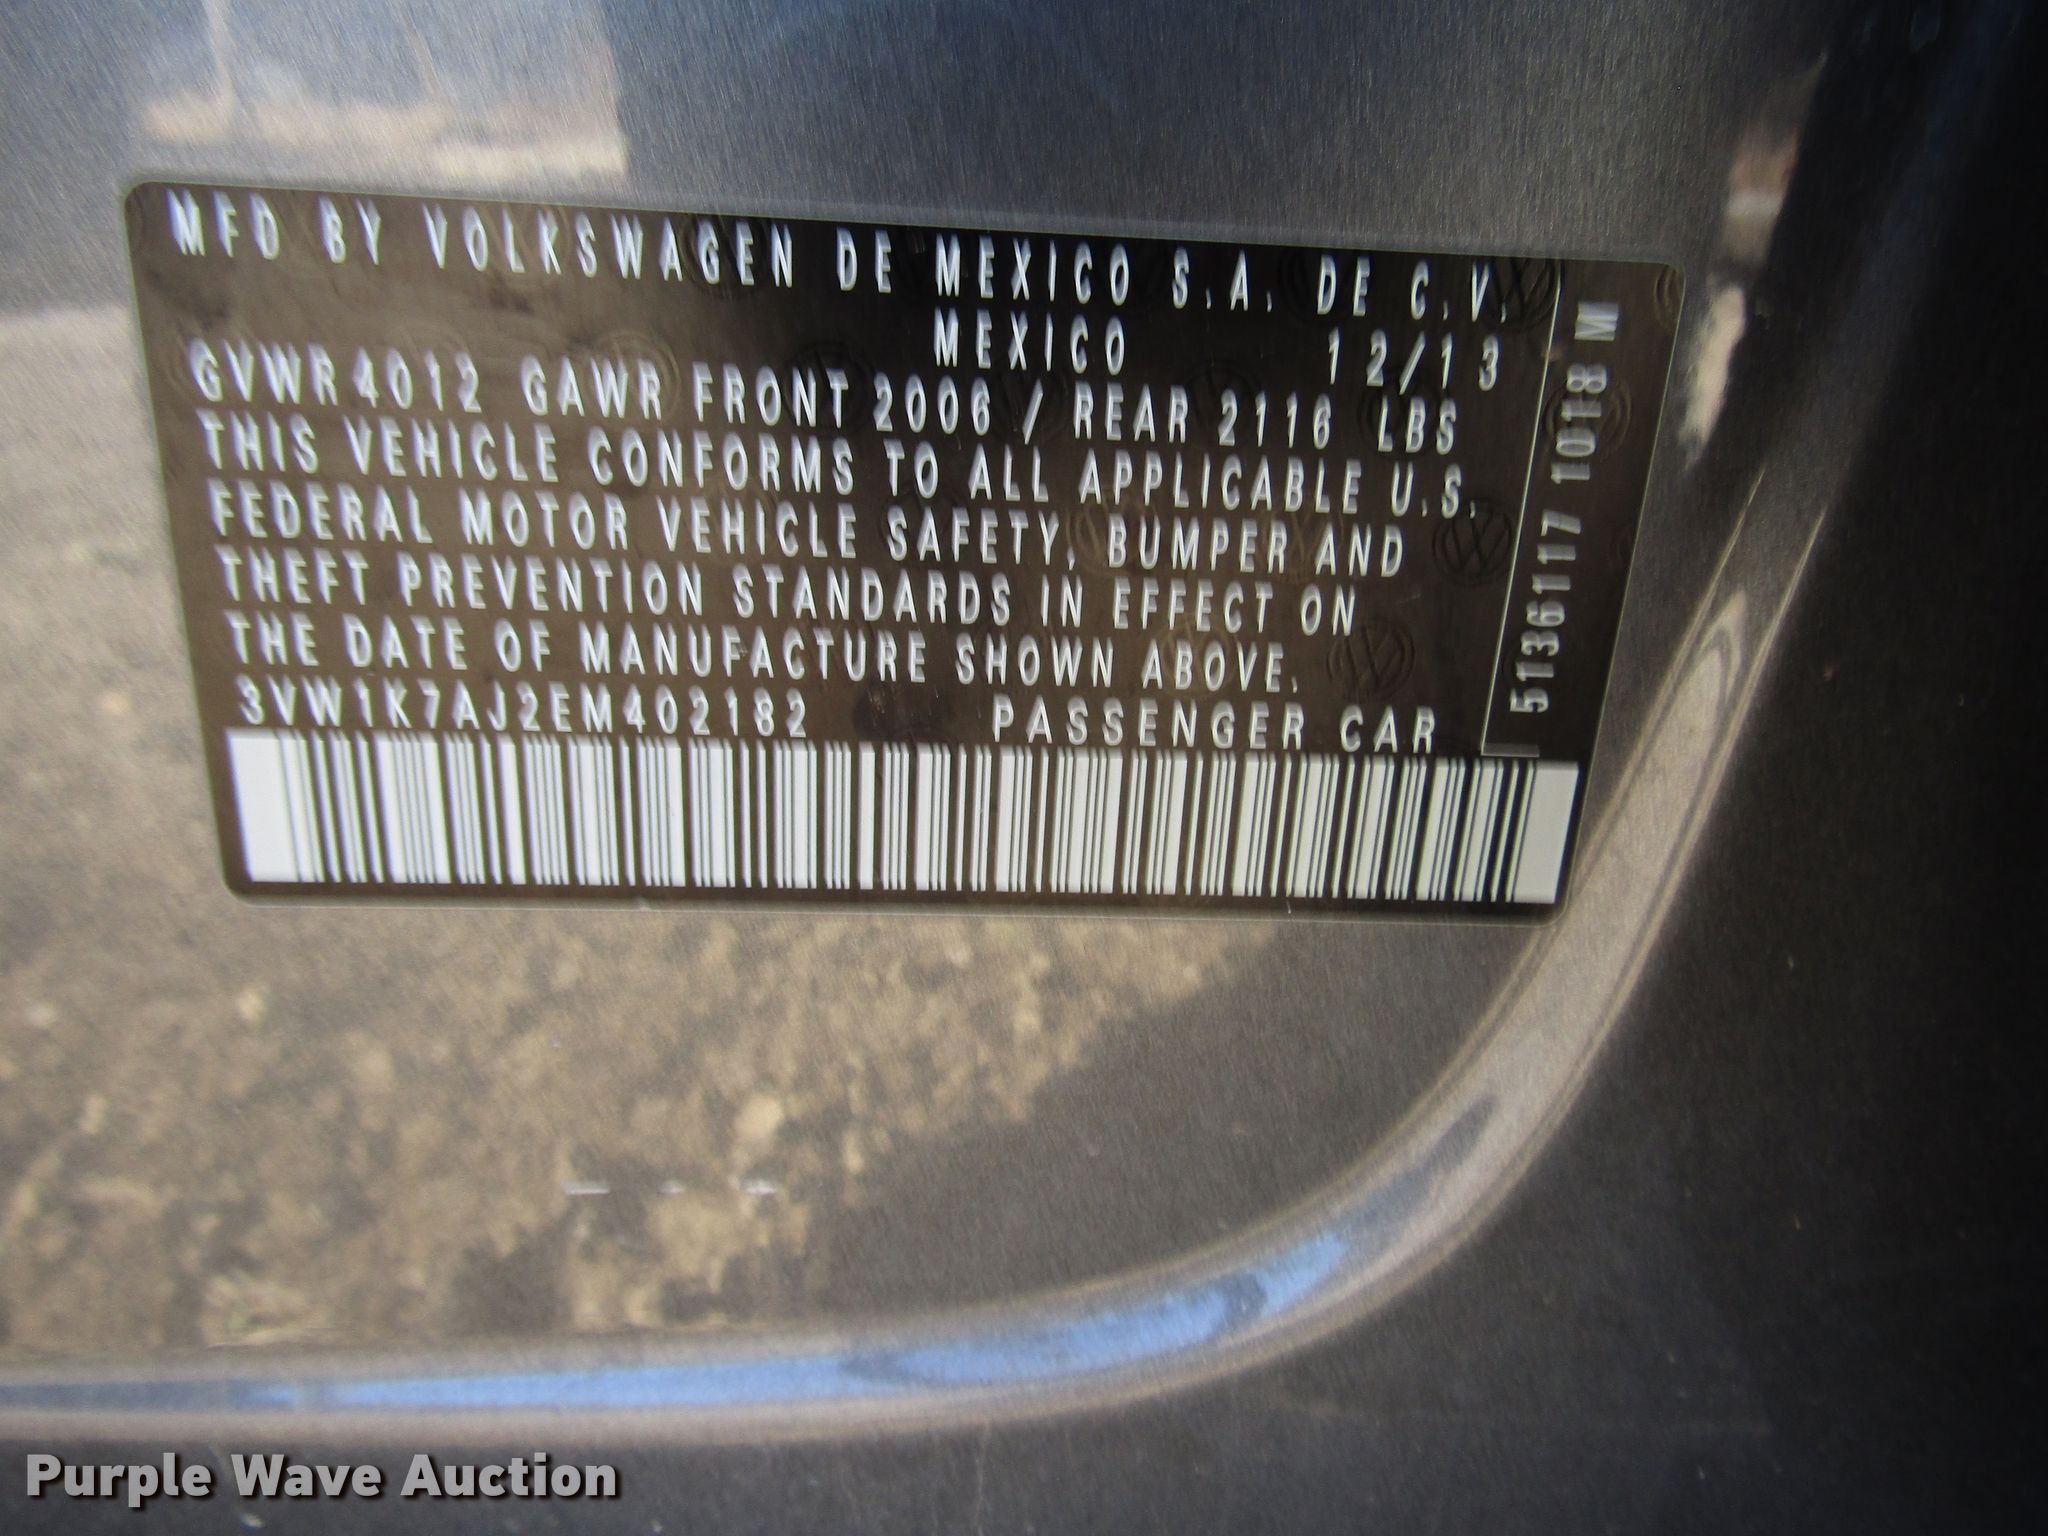 MFD BY VOLKSWAGEN DE MEXICO S.A. DE C.V.
MEXICO 12/13
GVWR 4012 GAWR FRONT 2006 / REAR 2116 LBS
THIS VEHICLE CONFORMS TO ALL APPLICABLE U.S.
FEDERAL MOTOR VEHICLE SAFETY, BUMPER AND
THEFT PREVENTION STANDARDS IN EFFECT ON
THE DATE OF MANUFACTURE SHOWN ABOVE.
3VW1K7AJ2EM402182 PASSENGER CAR
5136117 1018 M
Purple Wave Auction